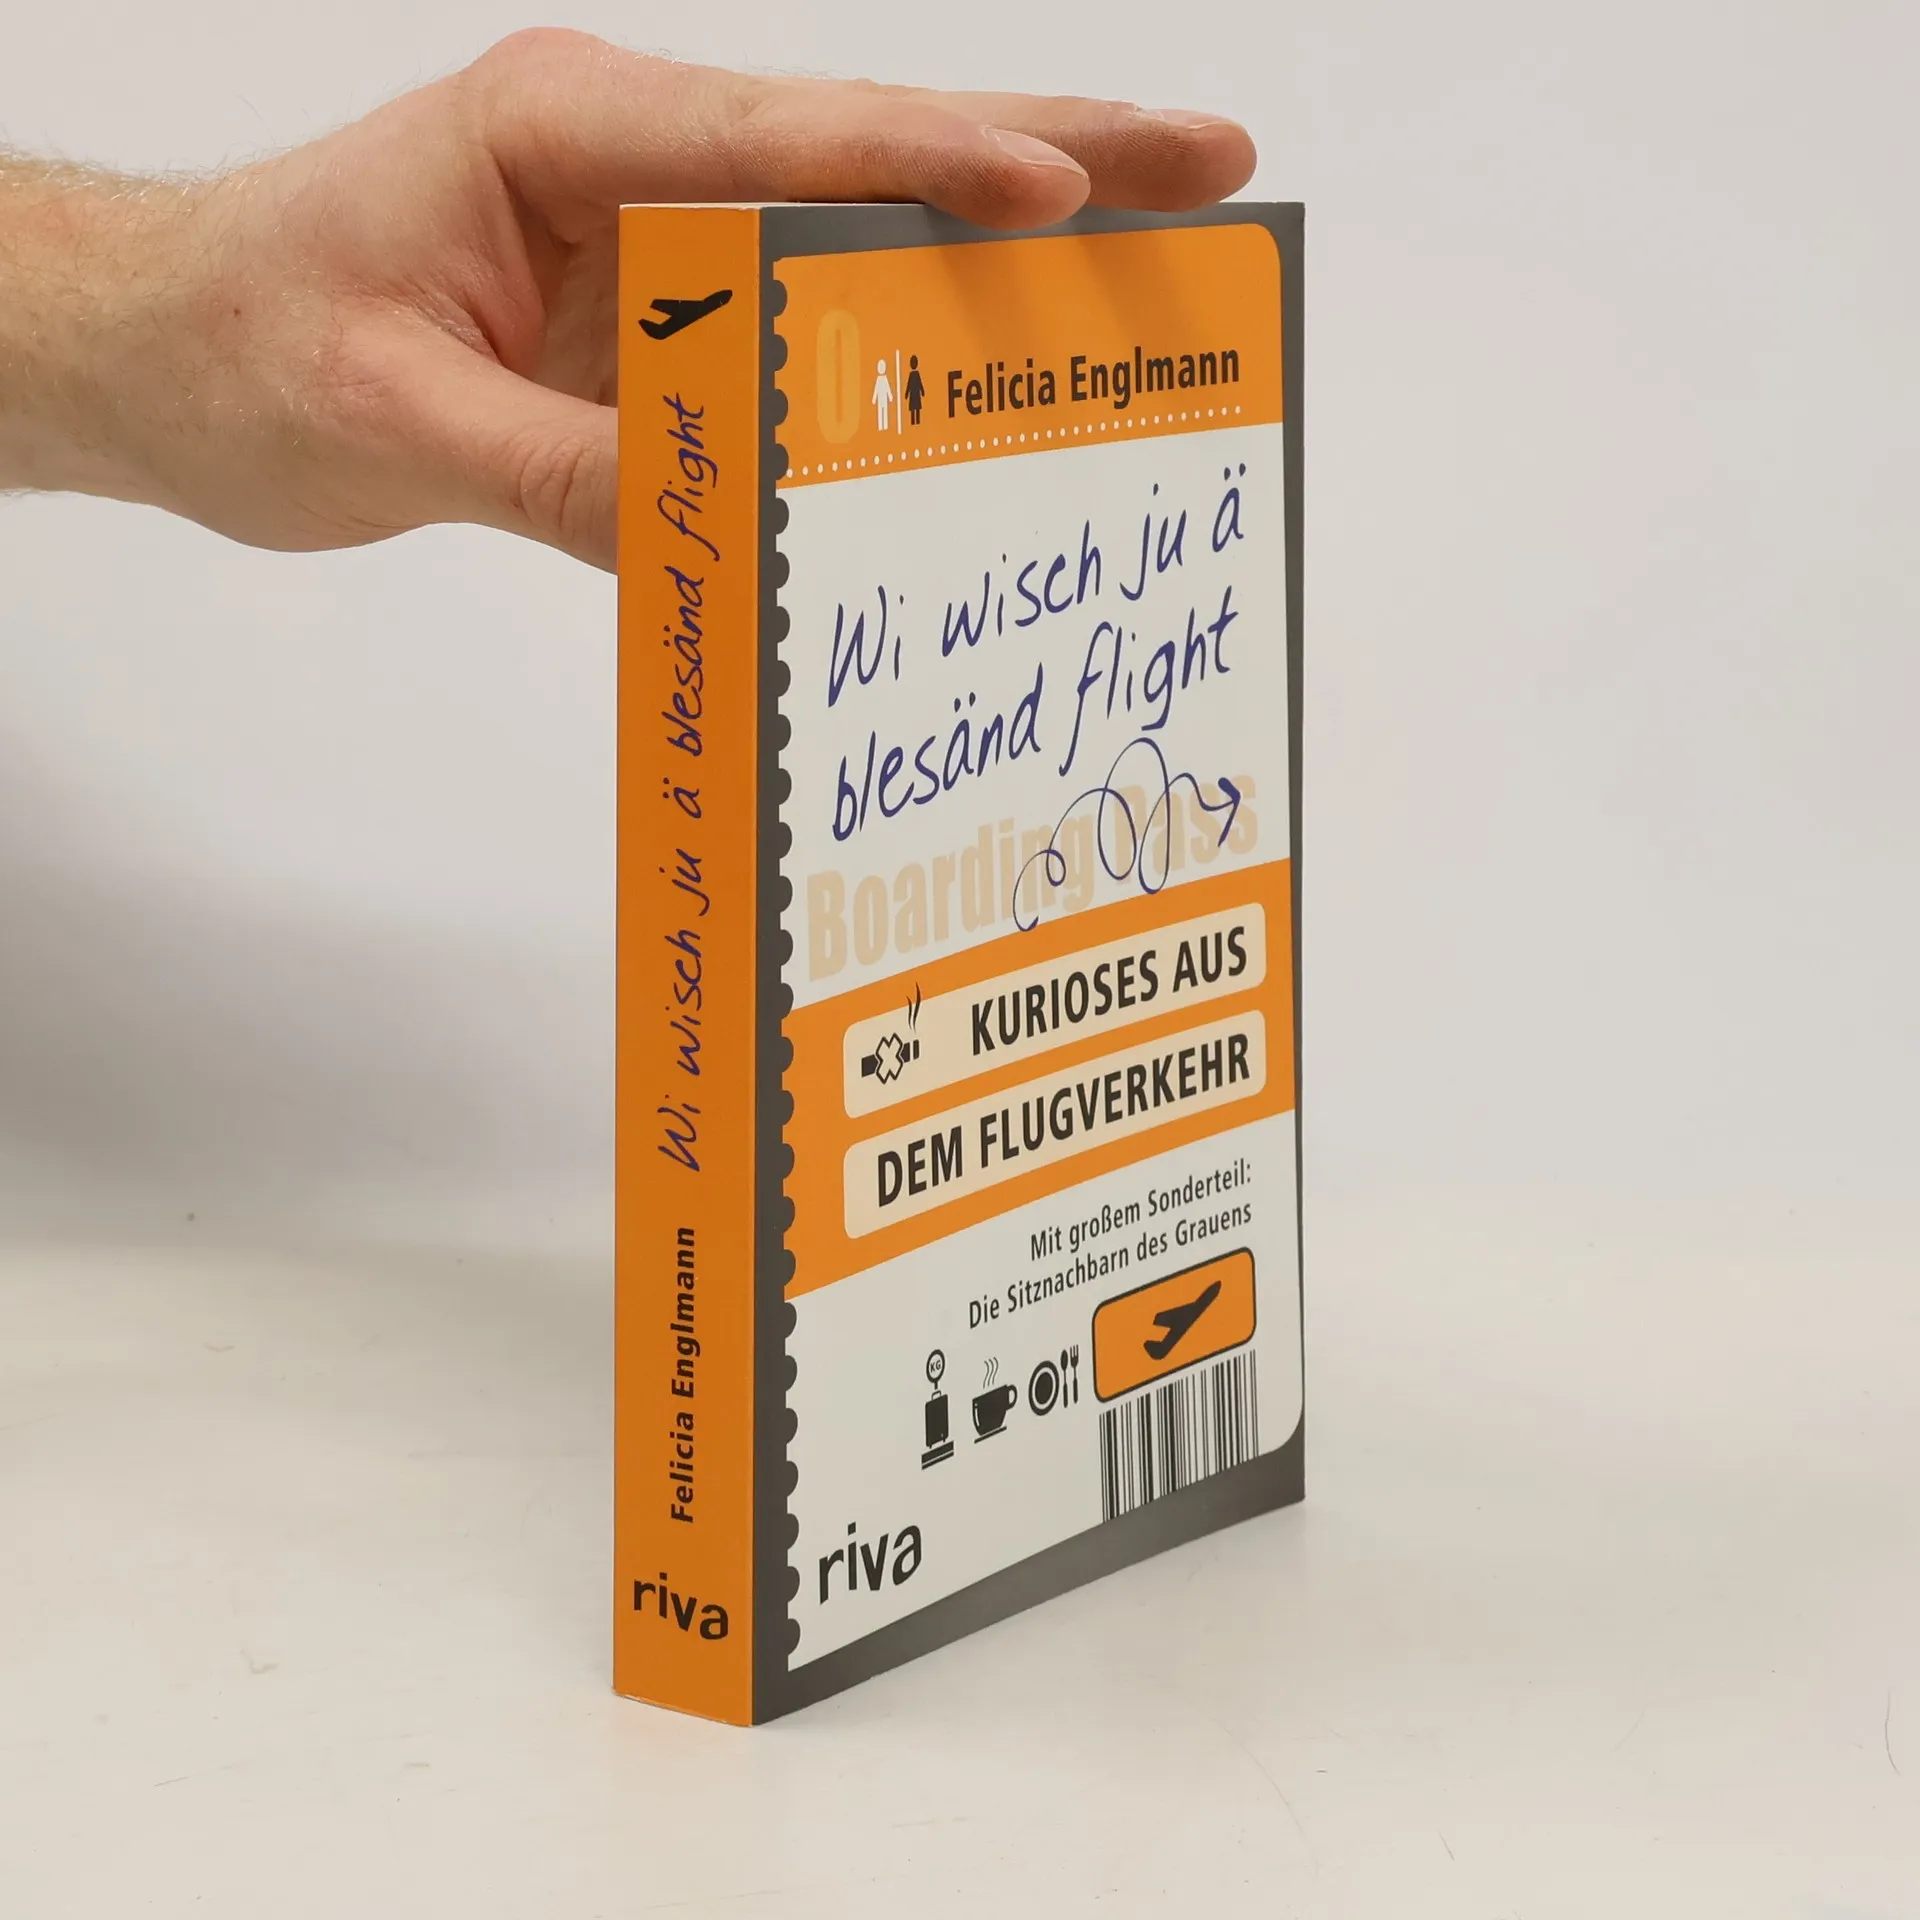 Felicia Englmann Wi wisch ju ä blesänd flight
riva
0
Felicia Englmann
Wi wisch ju ä
blesänd flight
Boarding Pass
KURIOSES AUS
DEM FLUGVERKEHR
Mit großem Sonderteil:
Die Sitznachbarn des Grauens
KG
riva